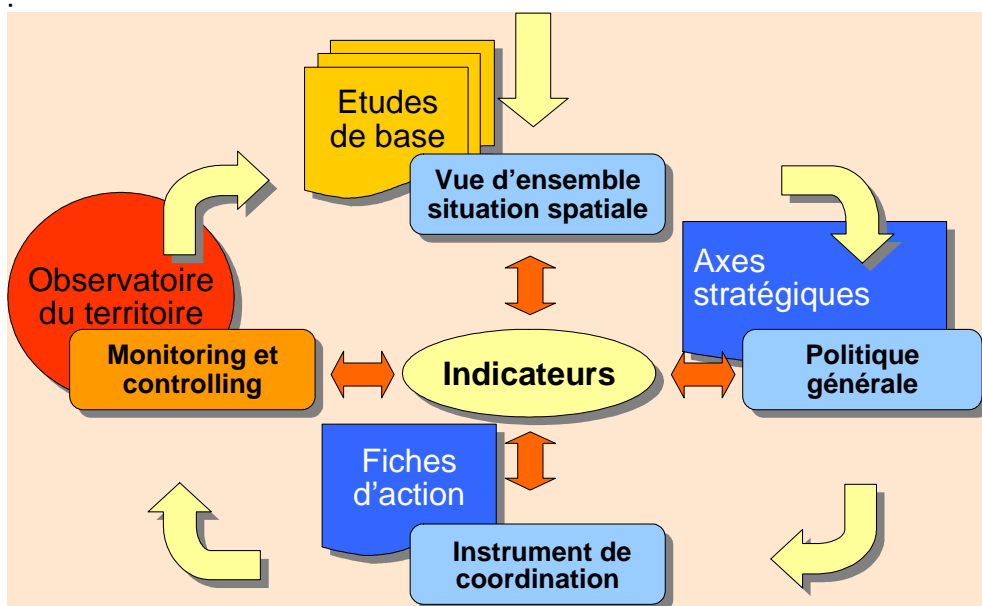 .
Etudes
de base
Vue d'ensemble
situation spatiale
Axes
stratégiques
Politique
générale
Observatoire
du territoire
Monitoring et
controlling
Indicateurs
Fiches
d'action
Instrument de
coordination